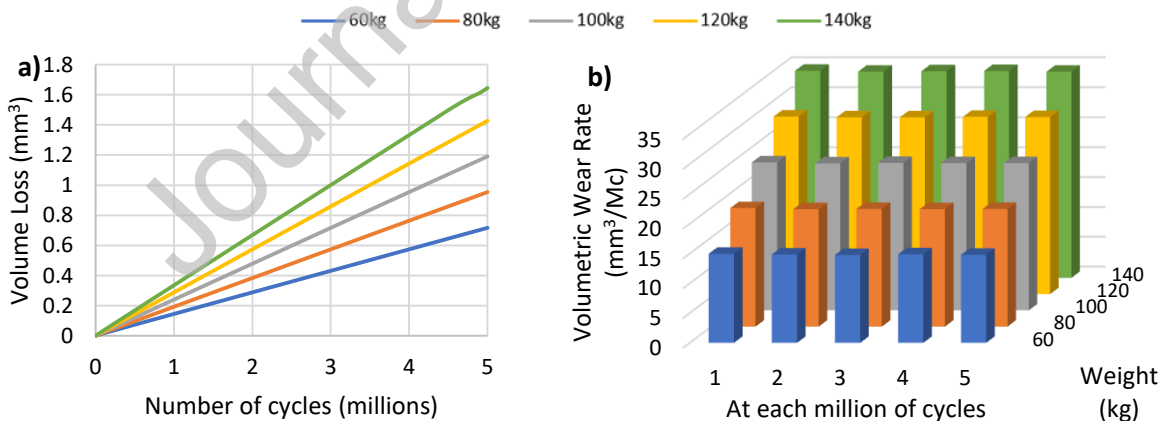 60kg 80kg 100kg 120kg 140kg
a)
Volume Loss (mm³)
1.8
1.6
1.4
1.2
1
0.8
0.6
0.4
0.2
0
0 1 2 3 4 5
Number of cycles (millions)
Journa
b)
Volumetric Wear Rate
(mm³/Mc)
35
30
25
20
15
10
5
0
1 2 3 4 5
At each million of cycles
140
120
100
80
60
Weight
(kg)